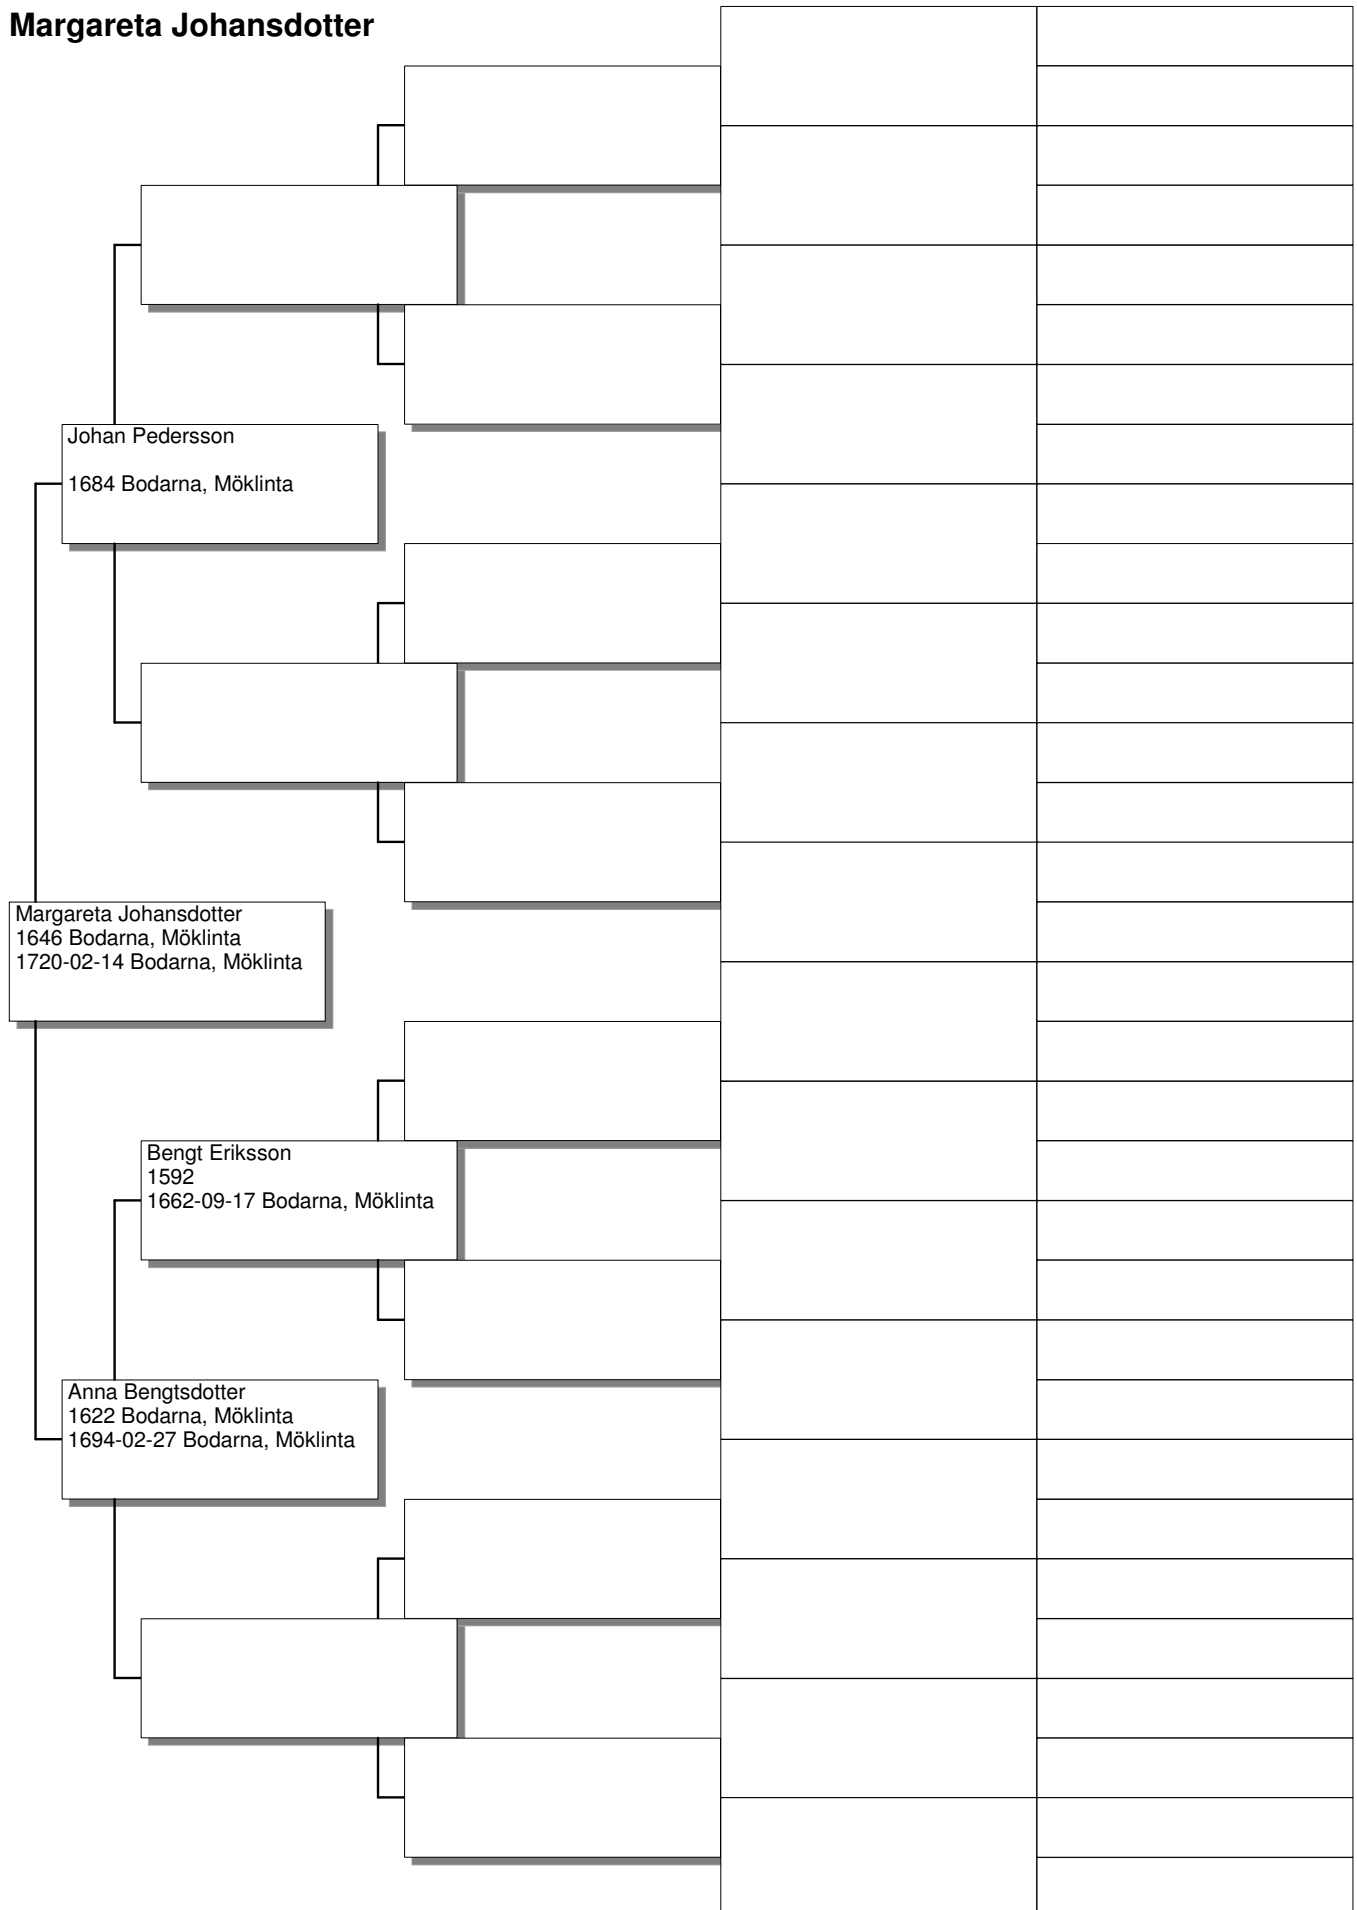 Margareta Johansdotter
Johan Pedersson
1684 Bodarna, Möklinta
Margareta Johansdotter
1646 Bodarna, Möklinta
1720-02-14 Bodarna, Möklinta
Bengt Eriksson
1592
1662-09-17 Bodarna, Möklinta
Anna Bengtsdotter
1622 Bodarna, Möklinta
1694-02-27 Bodarna, Möklinta